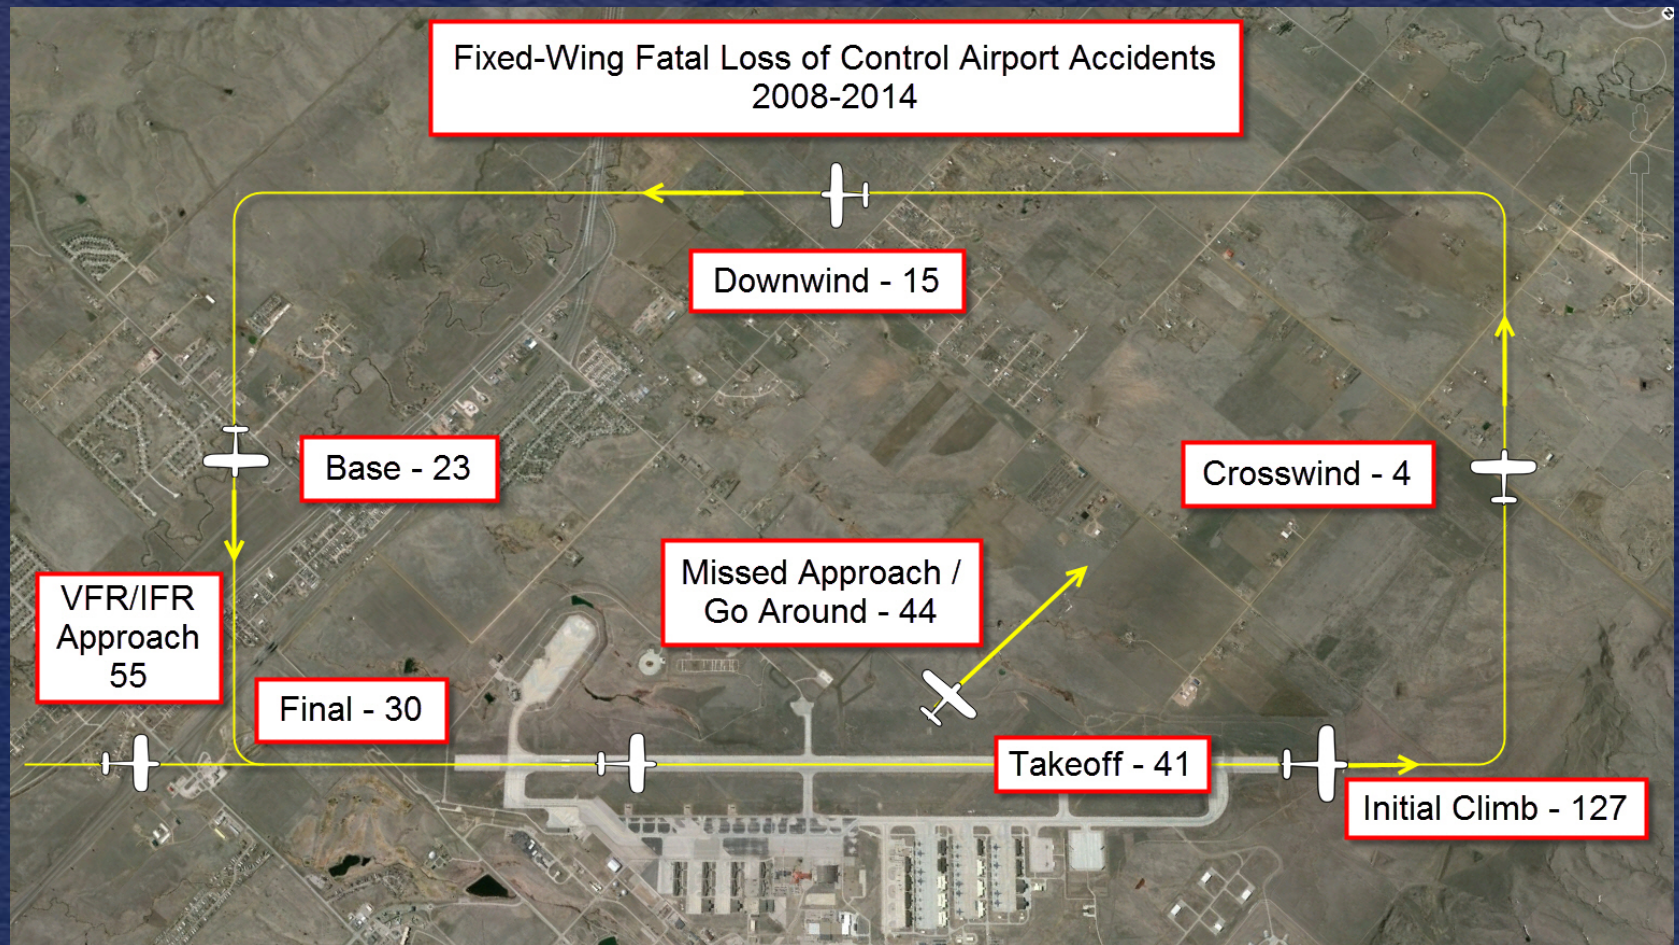 Fixed-Wing Fatal Loss of Control Airport Accidents
2008-2014
Downwind - 15
Base - 23
Crosswind - 4
Missed Approach /
Go Around - 44
VFR/IFR
Approach
55
Final - 30
Takeoff - 41
Initial Climb - 127